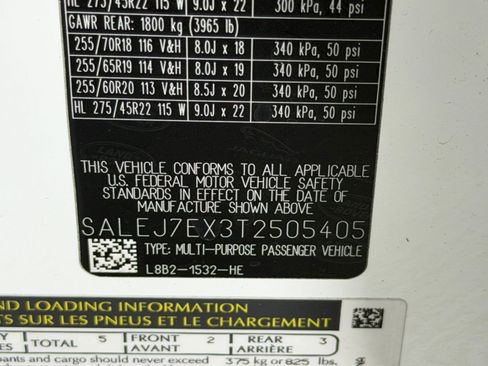 HL 275/45R22 115 W 9.0J x 22 300 kPa, 44 psi
GAWR REAR: 1800 kg (3965 lb)
255/70R18 116 V&H 8.0J x 18 340 kPa, 50 psi
255/65R19 114 V&H 8.0J x 19 340 kPa, 50 psi
255/60R20 113 V&H 8.5J x 20 340 kPa, 50 psi
HL 275/45R22 115 W 9.0J x 22 340 kPa, 50 psi
THIS VEHICLE CONFORMS TO ALL APPLICABLE
U.S. FEDERAL MOTOR VEHICLE SAFETY
STANDARDS IN EFFECT ON THE DATE OF
MANUFACTURE SHOWN ABOVE.
SALEJ7EX3T2505405
TYPE: MULTI-PURPOSE PASSENGER VEHICLE
L8B2-1532-HE
AND LOADING INFORMATION
SUR LES PNEUS ET LE CHARGEMENT
TOTAL 5 FRONT 2 REAR 3
AVANT ARRIÈRE
pants and cargo should never exceed 375 kg or 825 lbs.